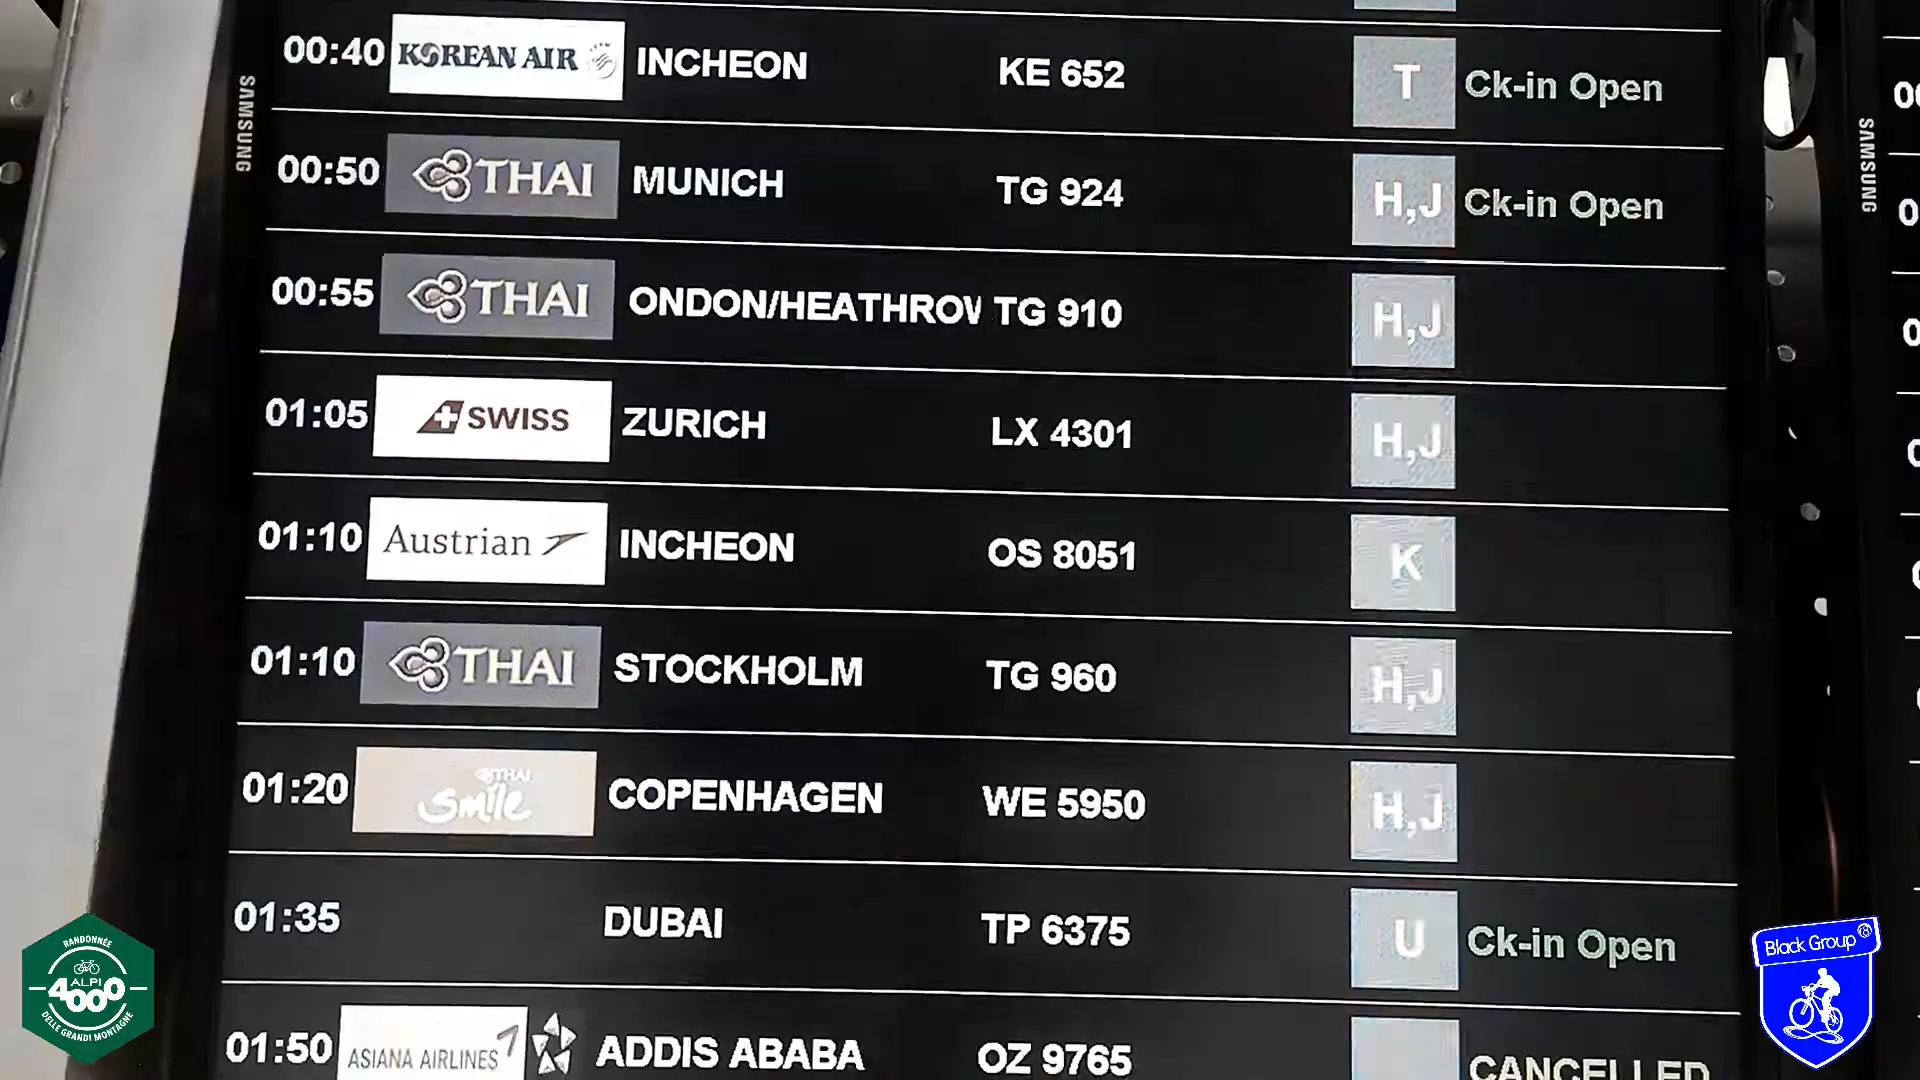 00:40 KOREAN AIR INCHEON KE 652 T Ck-in Open
00:50 THAI MUNICH TG 924 H,J Ck-in Open
00:55 THAI ONDON/HEATHROW TG 910 H,J
01:05 SWISS ZURICH LX 4301 H,J
01:10 Austrian INCHEON OS 8051 K
01:10 THAI STOCKHOLM TG 960 H,J
01:20 THAI Smile COPENHAGEN WE 5950 H,J
01:35 DUBAI TP 6375 U Ck-in Open
01:50 ASIANA AIRLINES ADDIS ABABA OZ 9765 CANCELLED
SAMSUNG
SAMSUNG
RANDONNÉE
ALPI
4000
DELLE GRANDI MONTAGNE
Black Group ®